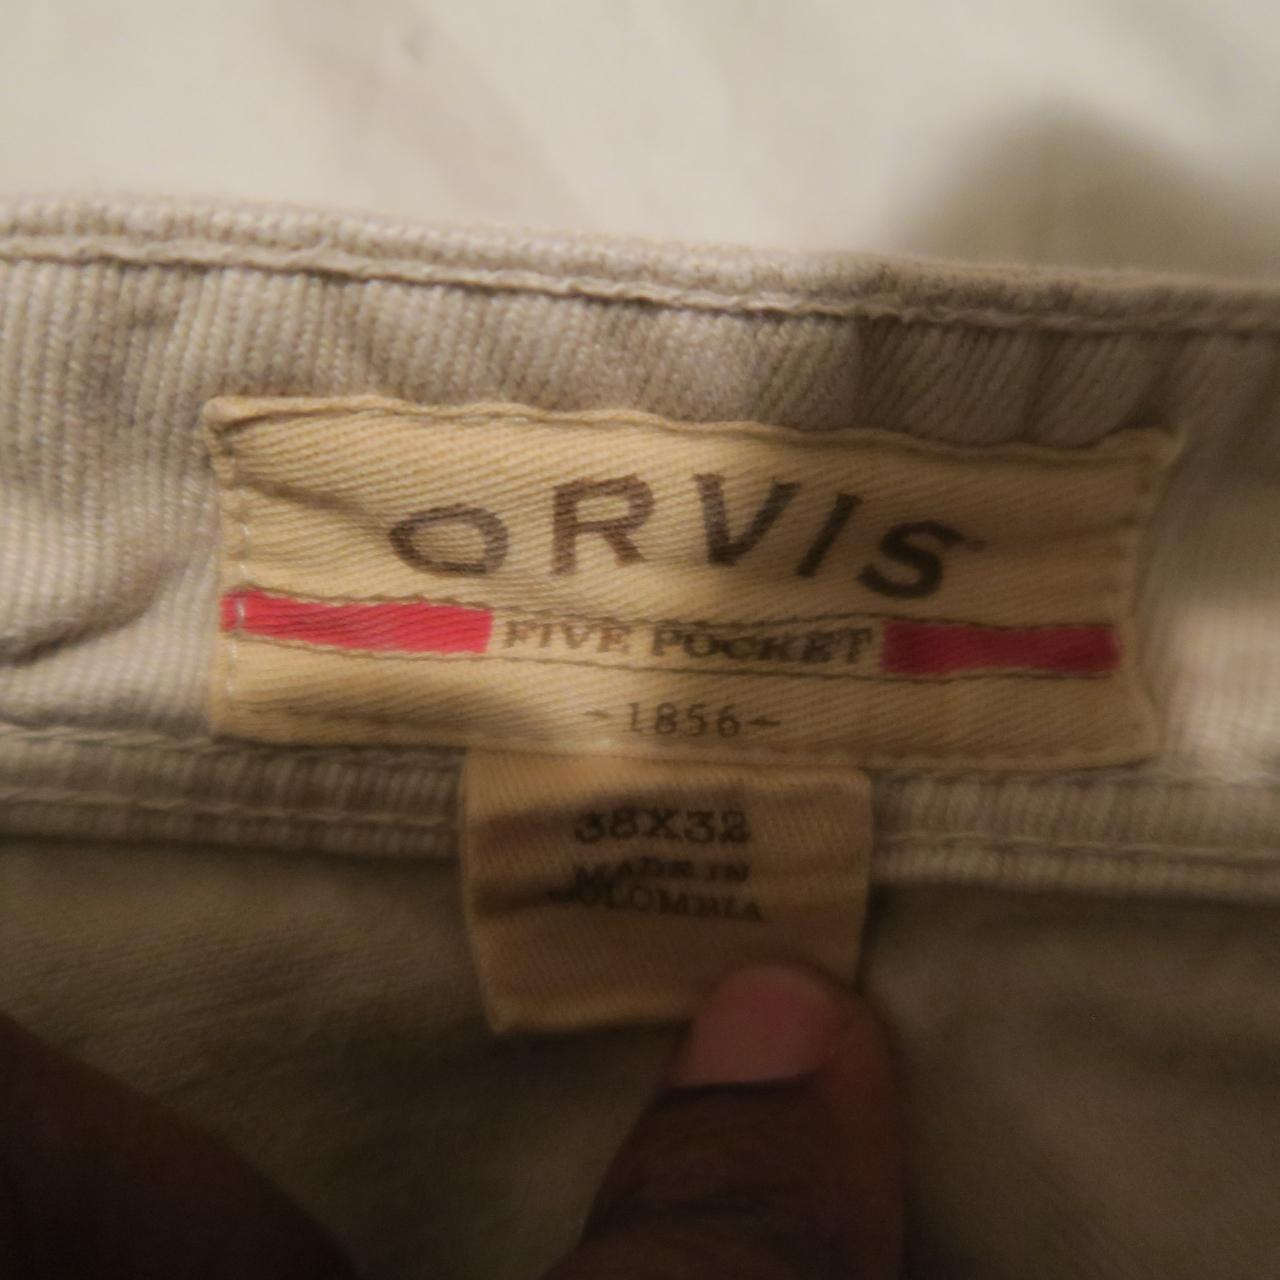 ORVIS
FIVE POCKET
-1856-
38X32
MADE IN
COLOMBIA